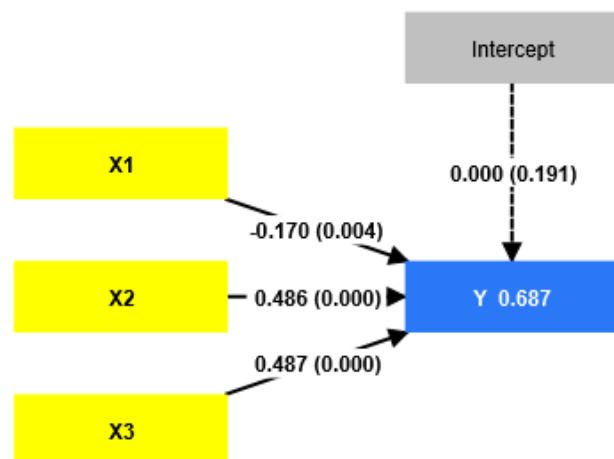 Intercept
X1
0.000 (0.191)
-0.170 (0.004)
X2
0.486 (0.000)
Y 0.687
0.487 (0.000)
X3